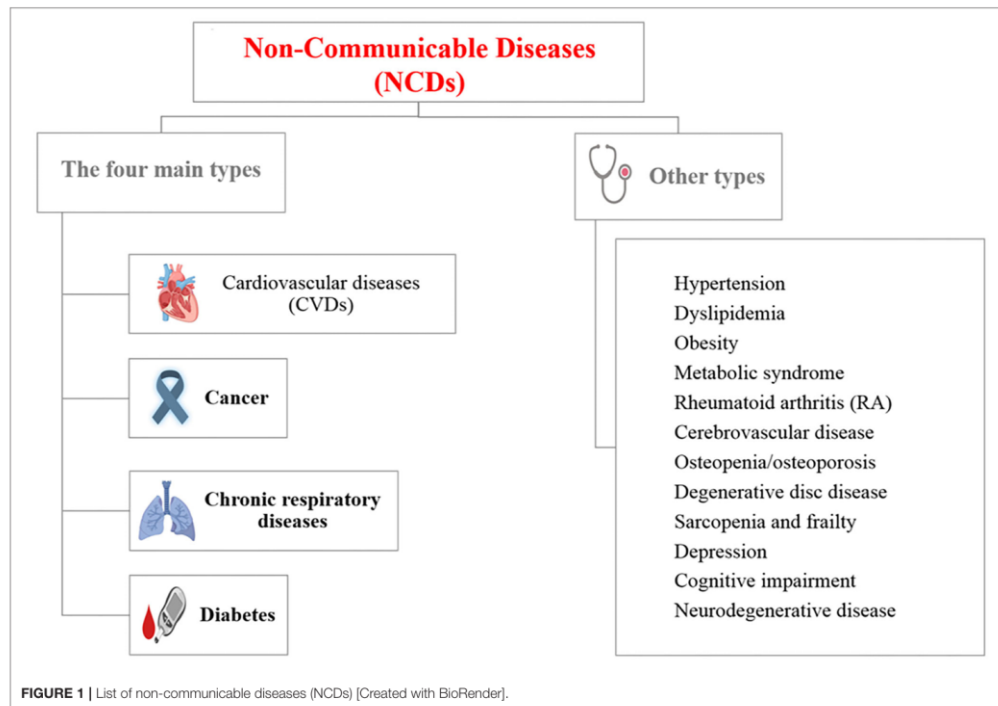 Non-Communicable Diseases
(NCDs)
The four main types
Other types
Cardiovascular diseases
(CVDs)
Cancer
Chronic respiratory
diseases
Diabetes
Hypertension
Dyslipidemia
Obesity
Metabolic syndrome
Rheumatoid arthritis (RA)
Cerebrovascular disease
Osteopenia/osteoporosis
Degenerative disc disease
Sarcopenia and frailty
Depression
Cognitive impairment
Neurodegenerative disease
FIGURE 1 | List of non-communicable diseases (NCDs) [Created with BioRender].